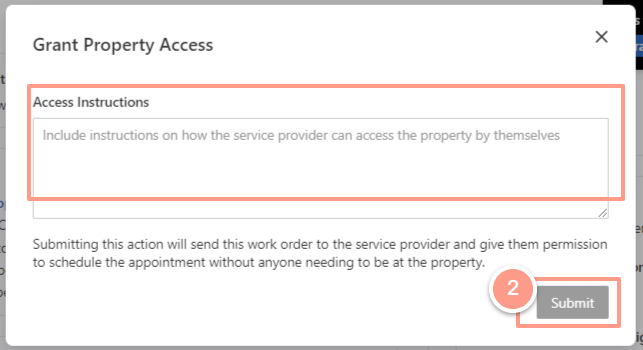 Grant Property Access
Access Instructions
Include instructions on how the service provider can access the property by themselves
Submitting this action will send this work order to the service provider and give them permission
to schedule the appointment without anyone needing to be at the property.
2
Submit